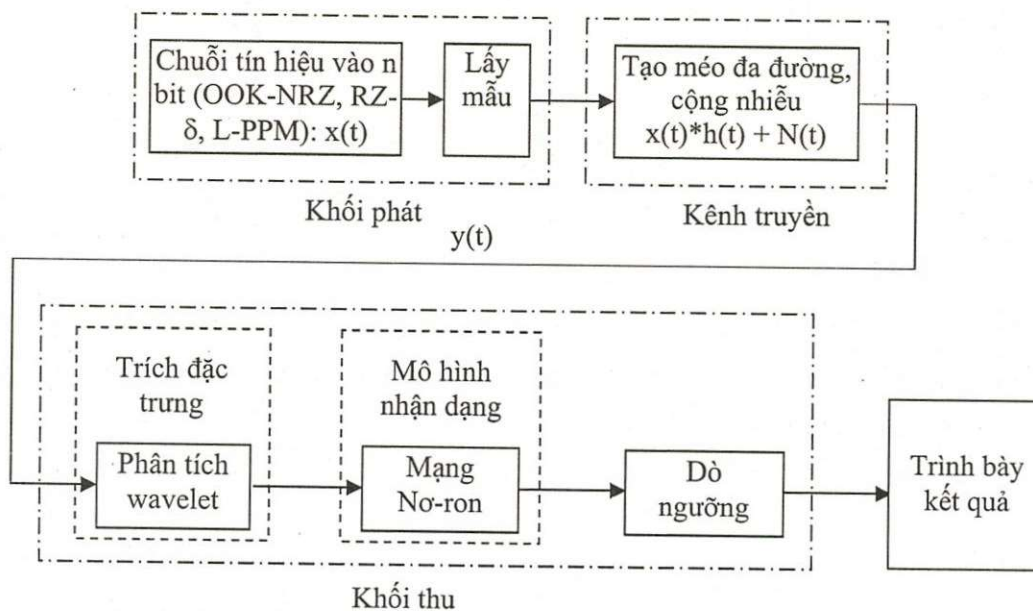 Chuỗi tín hiệu vào n
bit (OOK-NRZ, RZ-
δ, L-PPM): x(t)
Lấy
mẫu
Khối phát
Tạo méo đa đường,
cộng nhiễu
x(t)*h(t) + N(t)
Kênh truyền
y(t)
Trích đặc
trưng
Phân tích
wavelet
Mô hình
nhận dạng
Mạng
Nơ-ron
Dò
ngưỡng
Trình bày
kết quả
Khối thu